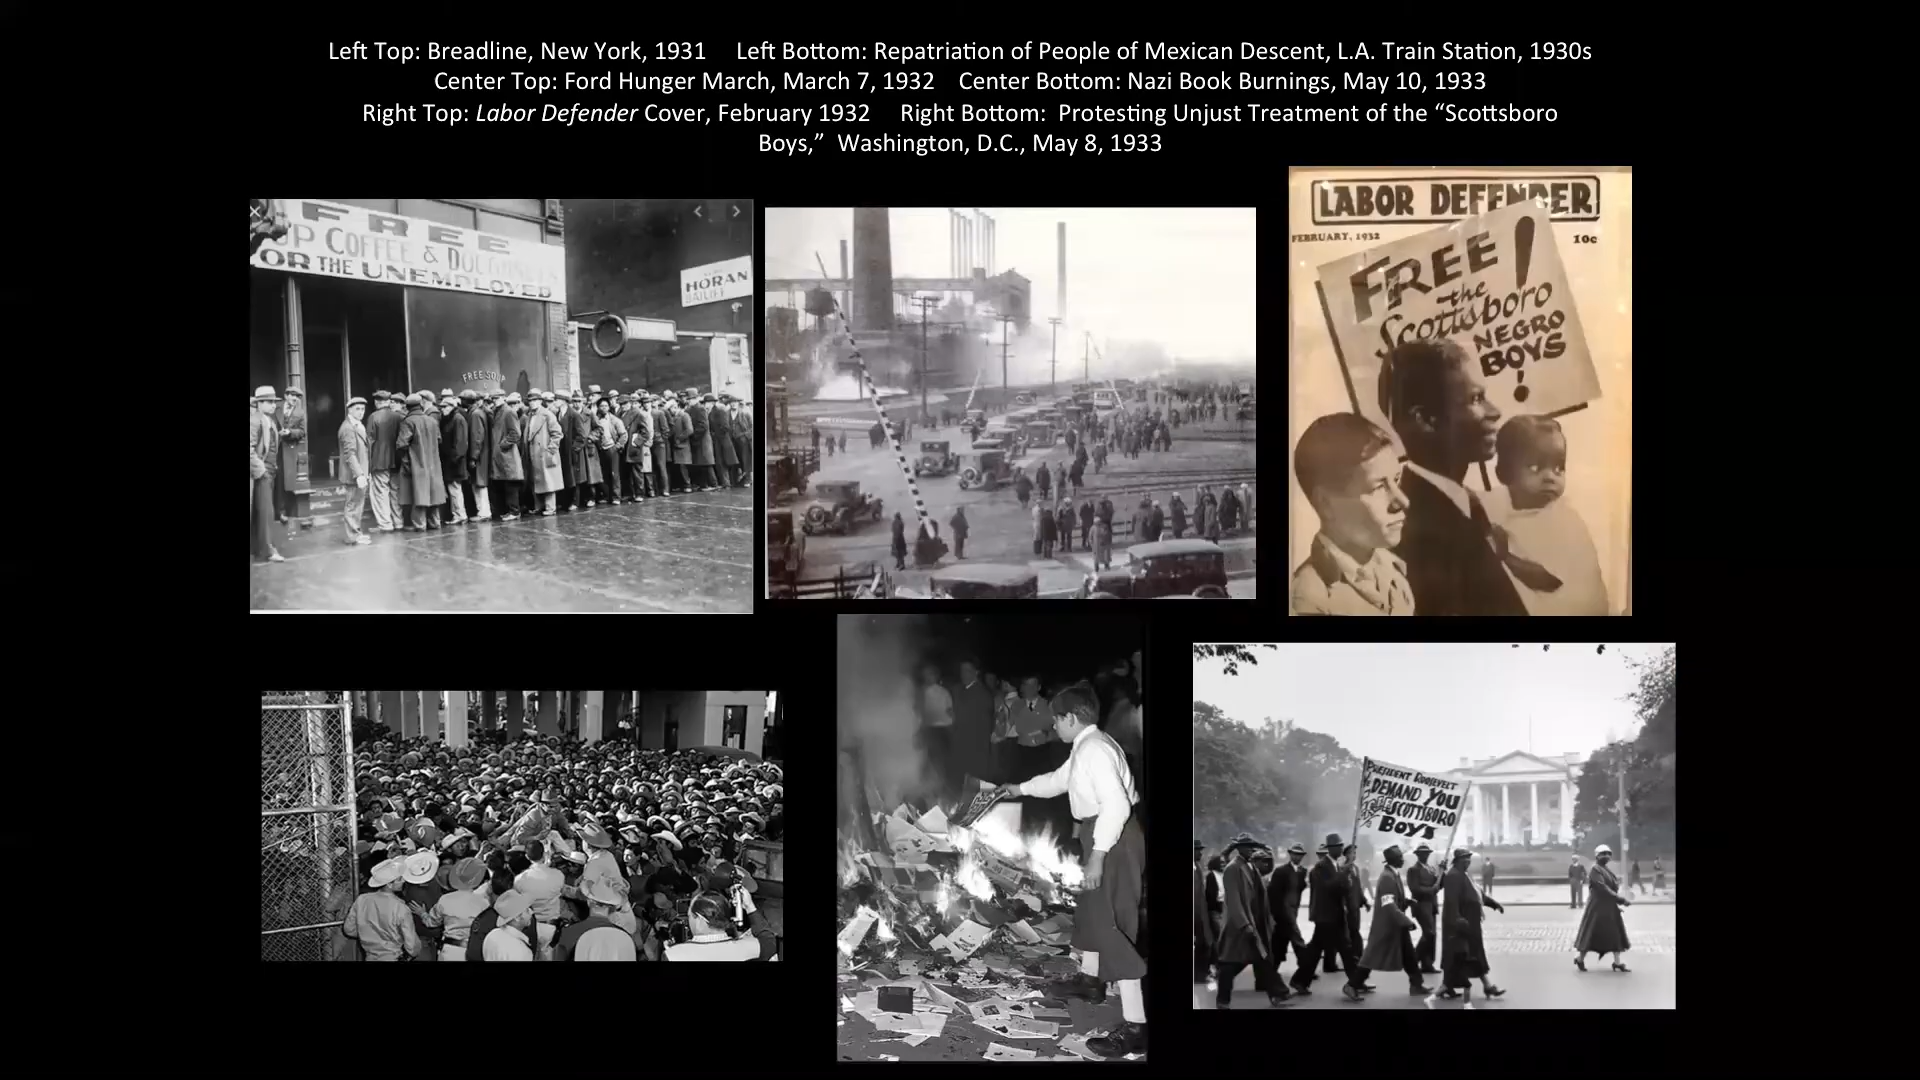 Left Top: Breadline, New York, 1931 Left Bottom: Repatriation of People of Mexican Descent, L.A. Train Station, 1930s
Center Top: Ford Hunger March, March 7, 1932 Center Bottom: Nazi Book Burnings, May 10, 1933
Right Top: Labor Defender Cover, February 1932 Right Bottom: Protesting Unjust Treatment of the “Scottsboro
Boys,” Washington, D.C., May 8, 1933
FREE
COFFEE & DOUGHNUTS
OR THE UNEMPLOYED
HORAN
BAILIFF
FREE SOUP
LABOR DEFENDER
FEBRUARY, 1932 10c
FREE!
the
Scottsboro
NEGRO
BOYS!
PRESIDENT ROOSEVELT
DEMAND YOU
SCOTTSBORO
BOYS